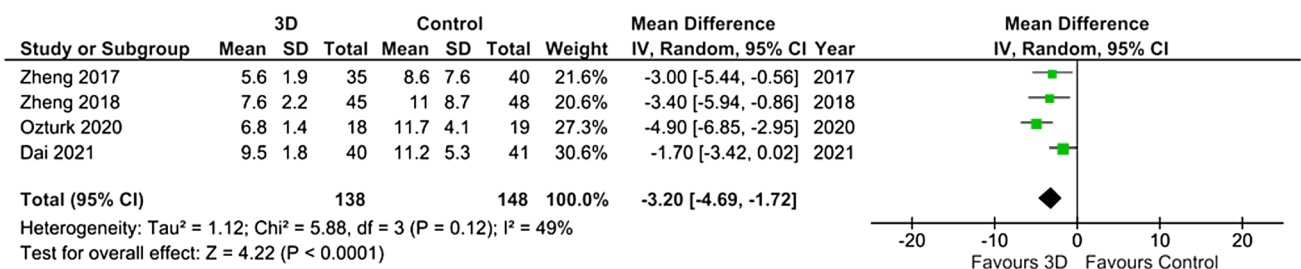 3D Control Mean Difference Mean Difference
Study or Subgroup Mean SD Total Mean SD Total Weight IV, Random, 95% CI Year IV, Random, 95% CI
Zheng 2017 5.6 1.9 35 8.6 7.6 40 21.6% -3.00 [-5.44, -0.56] 2017
Zheng 2018 7.6 2.2 45 11 8.7 48 20.6% -3.40 [-5.94, -0.86] 2018
Ozturk 2020 6.8 1.4 18 11.7 4.1 19 27.3% -4.90 [-6.85, -2.95] 2020
Dai 2021 9.5 1.8 40 11.2 5.3 41 30.6% -1.70 [-3.42, 0.02] 2021
Total (95% CI) 138 148 100.0% -3.20 [-4.69, -1.72]
Heterogeneity: Tau² = 1.12; Chi² = 5.88, df = 3 (P = 0.12); I² = 49%
Test for overall effect: Z = 4.22 (P < 0.0001)
-20 -10 0 10 20
Favours 3D Favours Control